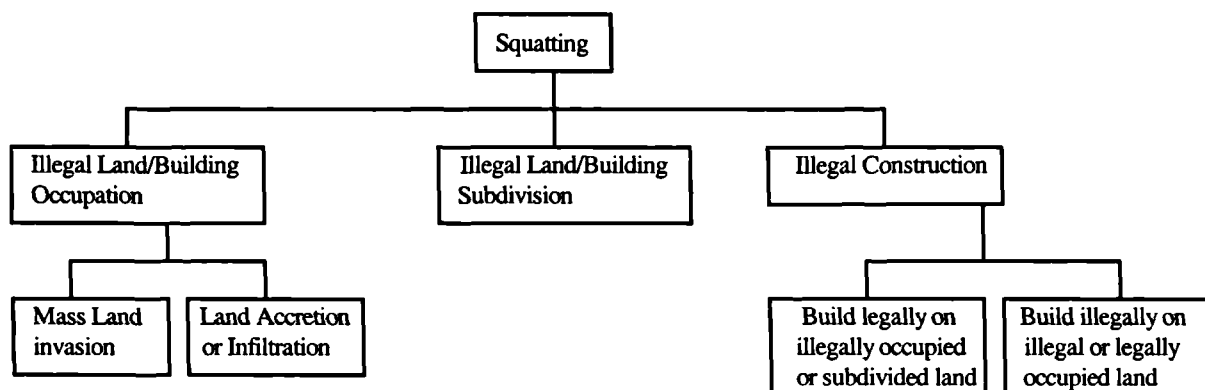 Squatting
Illegal Land/Building
Occupation
Illegal Land/Building
Subdivision
Illegal Construction
Mass Land
invasion
Land Accretion
or Infiltration
Build legally on
illegally occupied
or subdivided land
Build illegally on
illegal or legally
occupied land